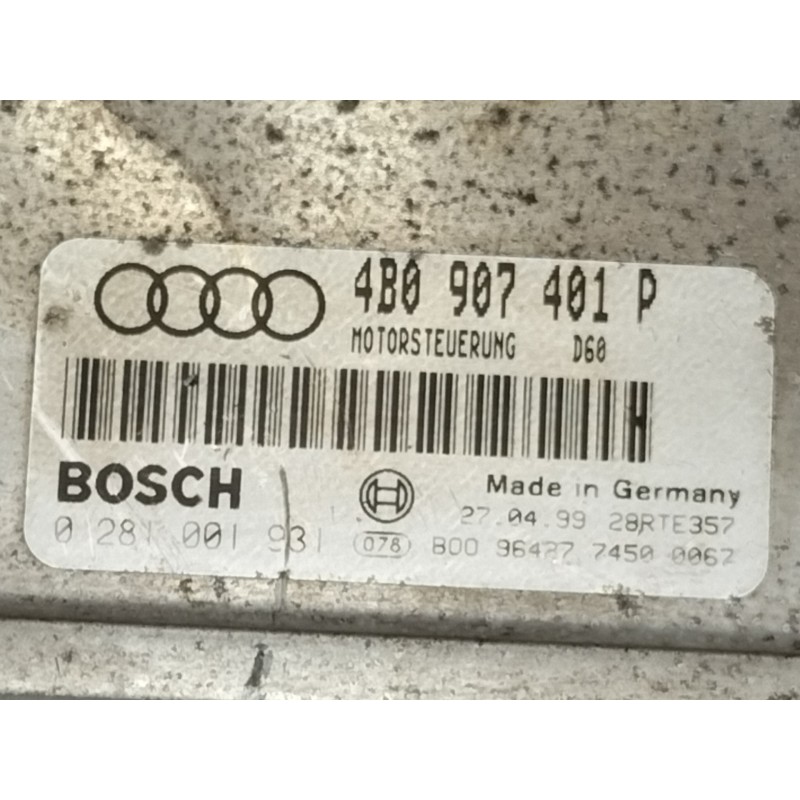 4B0 907 401 P
MOTORSTEUERUNG D60
BOSCH
Made in Germany
27.04.99 28RTE357
0 281 001 931
078 BOO 96427 7450 0062